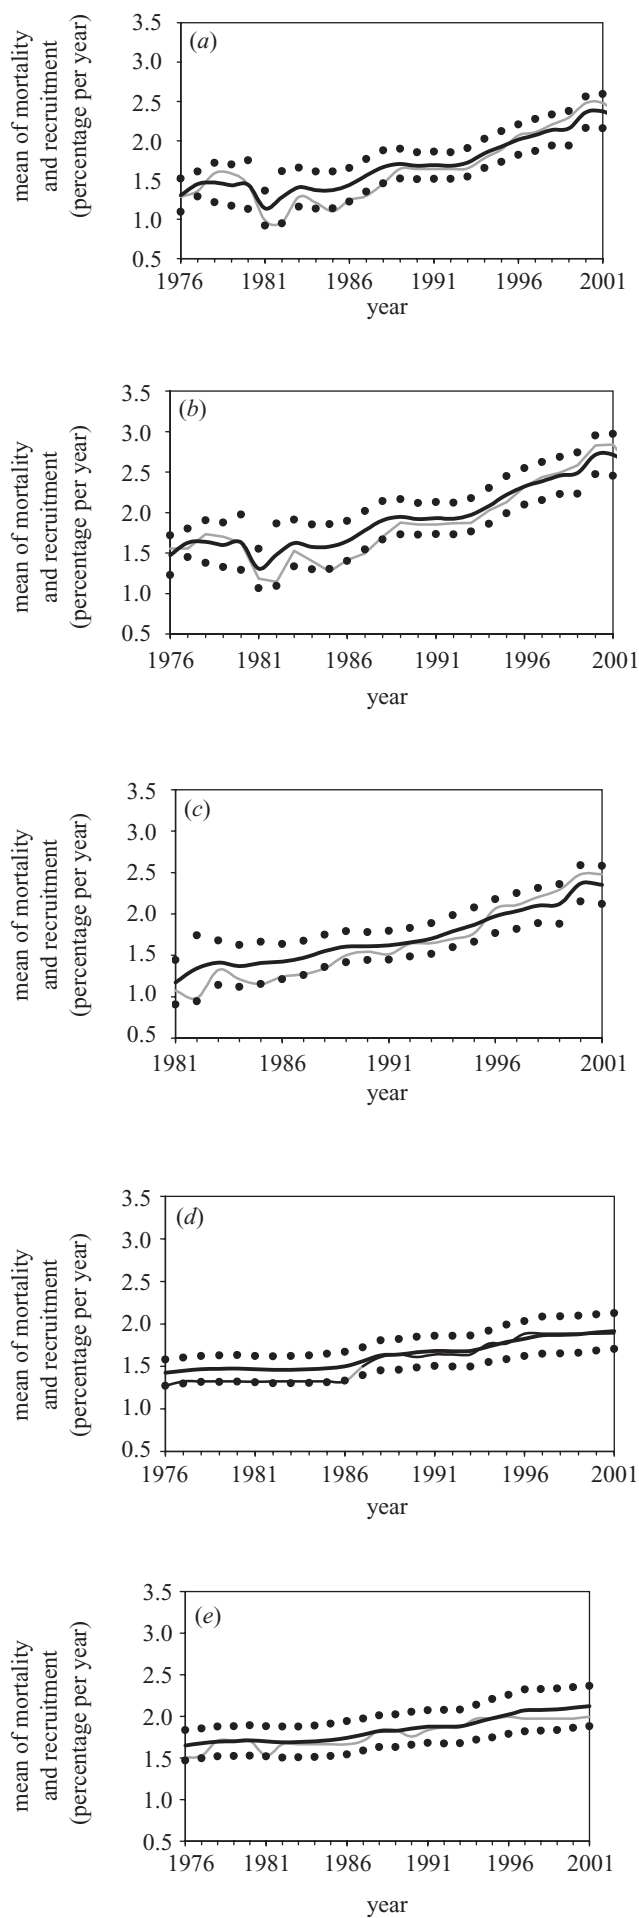 mean of mortality
and recruitment
(percentage per year)
(a)
3.5
3.0
2.5
2.0
1.5
1.0
0.5
1976 1981 1986 1991 1996 2001
year
mean of mortality
and recruitment
(percentage per year)
(b)
3.5
3.0
2.5
2.0
1.5
1.0
0.5
1976 1981 1986 1991 1996 2001
year
mean of mortality
and recruitment
(percentage per year)
(c)
3.5
3.0
2.5
2.0
1.5
1.0
0.5
1981 1986 1991 1996 2001
year
mean of mortality
and recruitment
(percentage per year)
(d)
3.5
3.0
2.5
2.0
1.5
1.0
0.5
1976 1981 1986 1991 1996 2001
year
mean of mortality
and recruitment
(percentage per year)
(e)
3.5
3.0
2.5
2.0
1.5
1.0
0.5
1976 1981 1986 1991 1996 2001
year